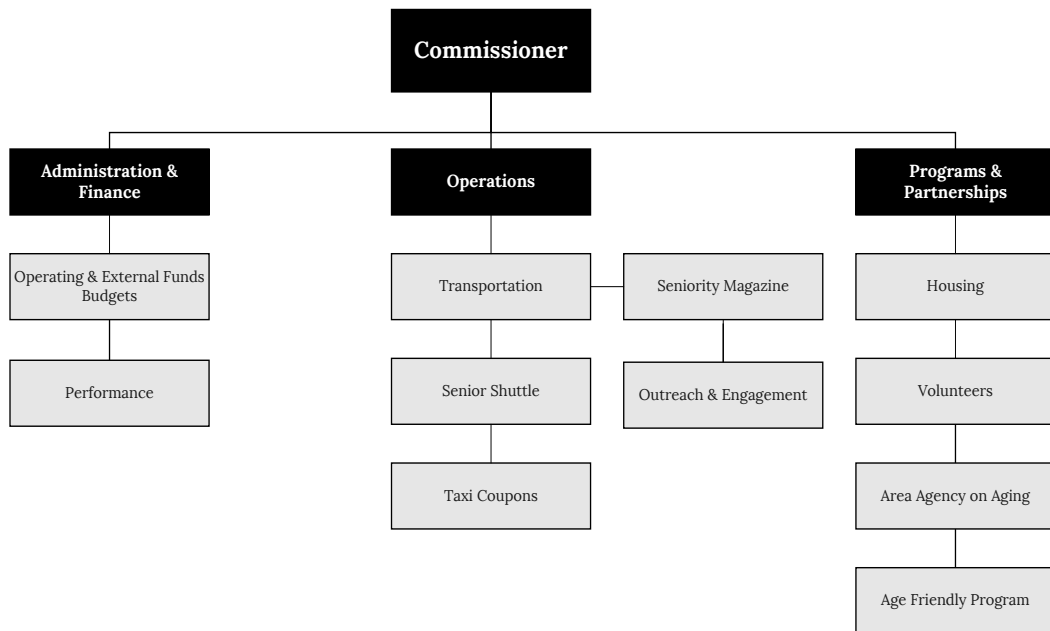 Commissioner
Administration &
Finance
Operations
Programs &
Partnerships
Operating & External Funds
Budgets
Transportation
Seniority Magazine
Housing
Performance
Senior Shuttle
Outreach & Engagement
Volunteers
Taxi Coupons
Area Agency on Aging
Age Friendly Program